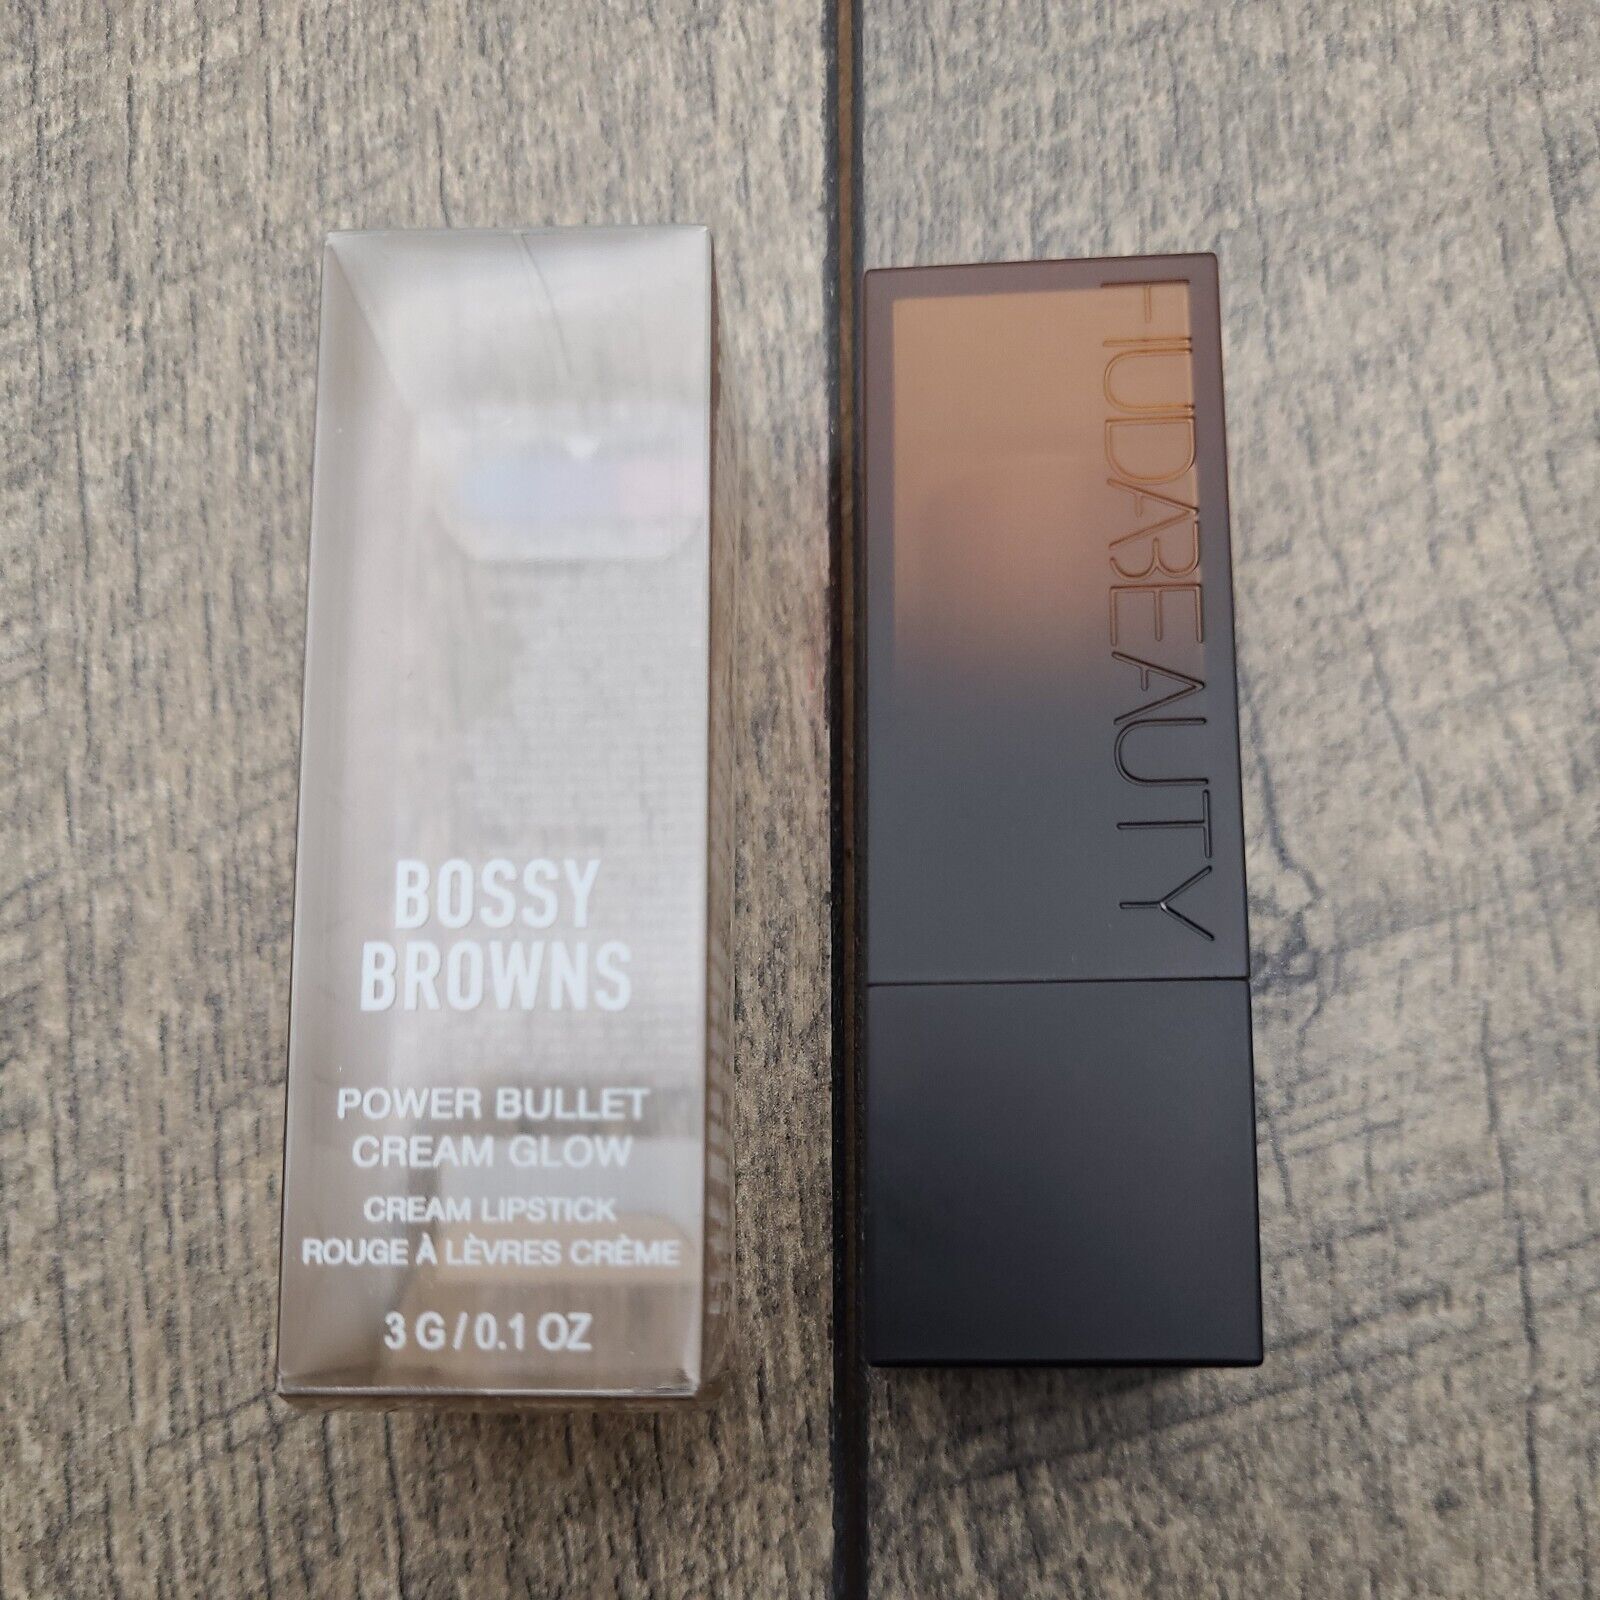 BOSSY
BROWNS
POWER BULLET
CREAM GLOW
CREAM LIPSTICK
ROUGE À LÈVRES CRÈME
3 G/0.1 OZ
HUDABEAUTY